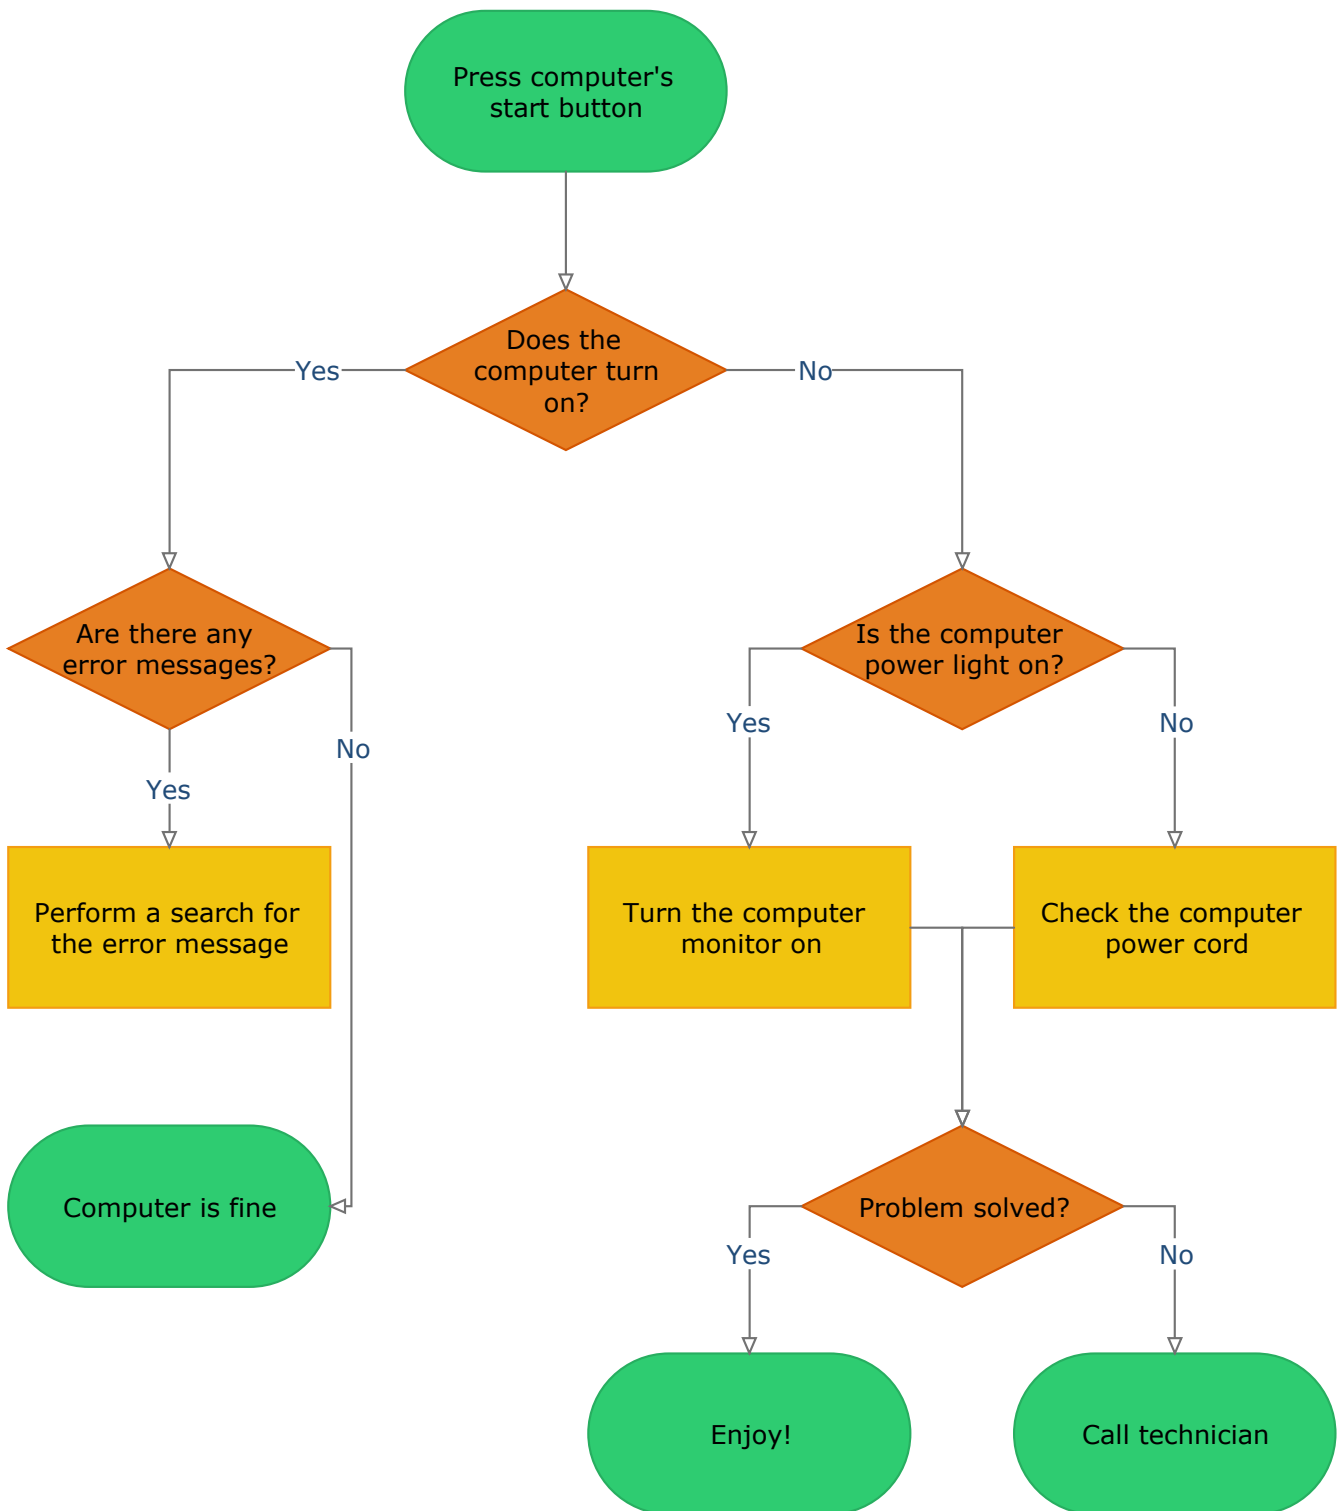 Press computer's
start button
Does the
computer turn
on?
Yes
No
Are there any
error messages?
Is the computer
power light on?
Yes
No
No
Yes
Perform a search for
the error message
Turn the computer
monitor on
Check the computer
power cord
Computer is fine
Problem solved?
Yes
No
Enjoy!
Call technician